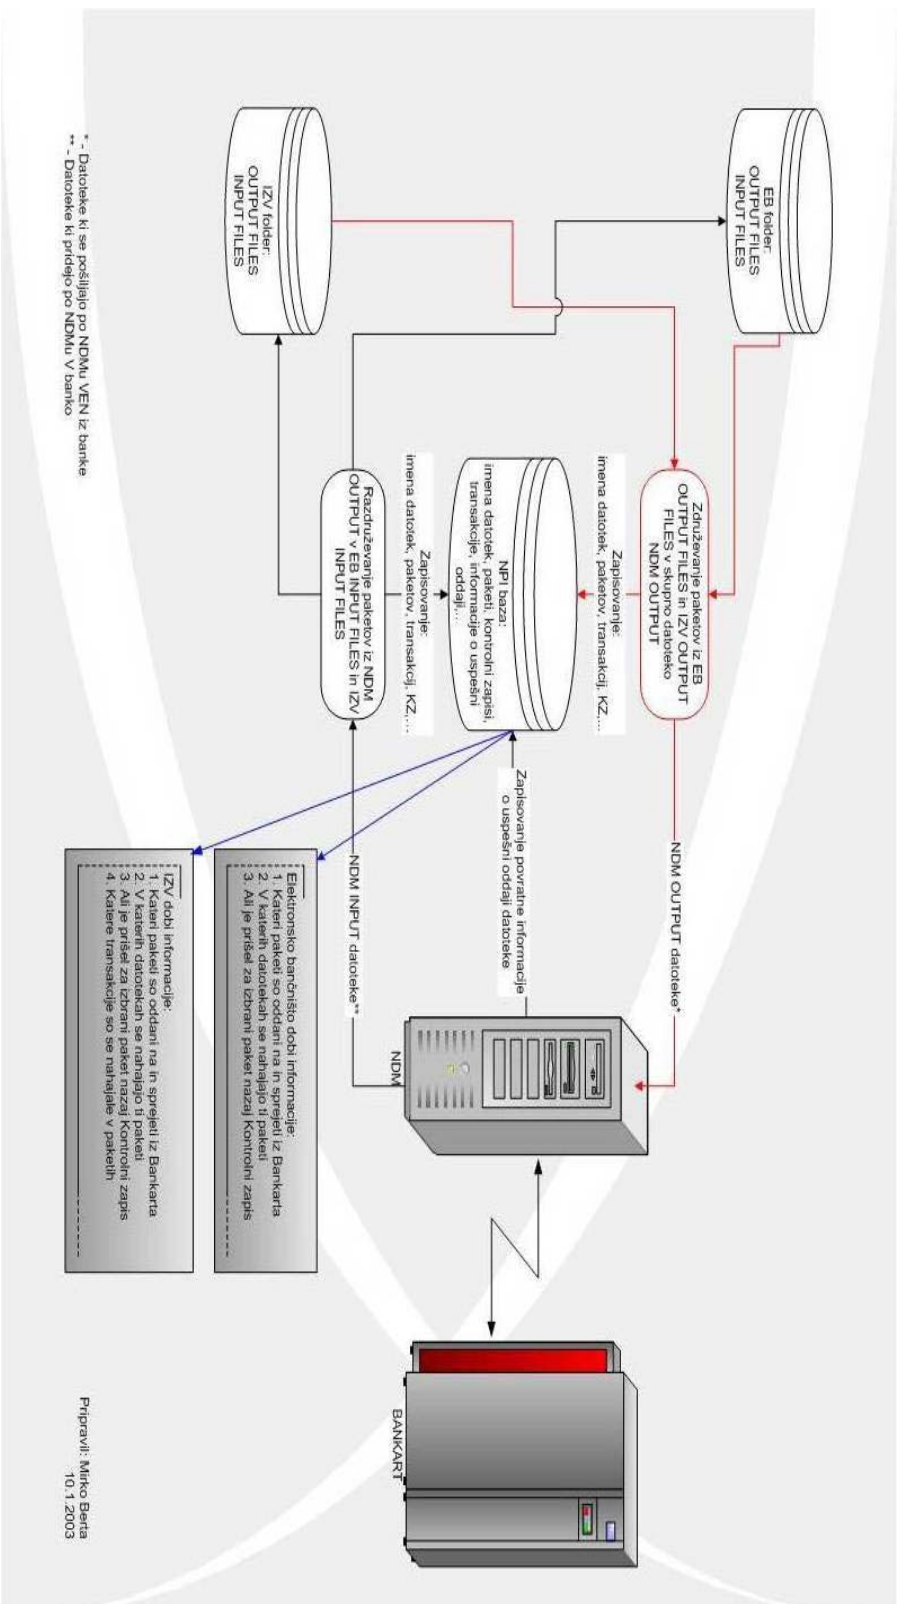 EB folder:
OUTPUT FILES
INPUT FILES
IZV folder:
OUTPUT FILES
INPUT FILES
Združevanje paketov iz EB
OUTPUT FILES in IZV OUTPUT
FILES v skupno datoteko
NDM OUTPUT
Zapisovanje:
imena datotek, paketov, transakcij, KZ,...
NPI baza:
imena datotek, paketi, kontrolni zapisi,
transakcije, informacije o uspešni
oddaji,...
Zapisovanje:
imena datotek, paketov, transakcij, KZ,...
Razdruževanje paketov iz NDM
OUTPUT v EB INPUT FILES in IZV
INPUT FILES
NDM OUTPUT datoteke*
Zapisovanje povratne informacije
o uspešni oddaji datoteke
NDM INPUT datoteke**
NDM
BANKART
Elektronsko bančništo dobi informacije:
1. Kateri paketi so oddani na in sprejeti iz Bankarta
2. V katerih datotekah se nahajajo ti paketi
3. Ali je prišel za izbrani paket nazaj Kontrolni zapis
IZV dobi informacije:
1. Kateri paketi so oddani na in sprejeti iz Bankarta
2. V katerih datotekah se nahajajo ti paketi
3. Ali je prišel za izbrani paket nazaj Kontrolni zapis
4. Katere transakcije so se nahajale v paketih
* - Datoteke ki se pošiljajo po NDMu VEN iz banke
** - Datoteke ki pridejo po NDMu V banko
Pripravil: Mirko Berta
10.1.2003